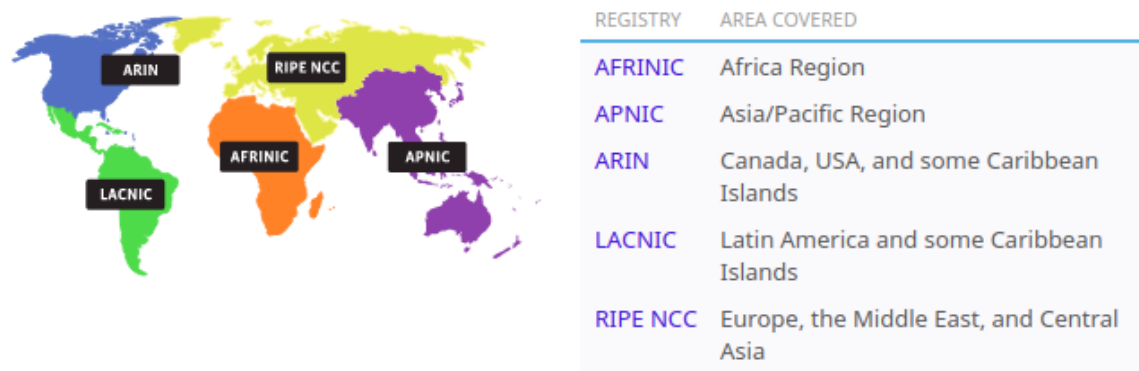 ARIN
RIPE NCC
AFRINIC
APNIC
LACNIC
REGISTRY AREA COVERED
AFRINIC Africa Region
APNIC Asia/Pacific Region
ARIN Canada, USA, and some Caribbean
Islands
LACNIC Latin America and some Caribbean
Islands
RIPE NCC Europe, the Middle East, and Central
Asia